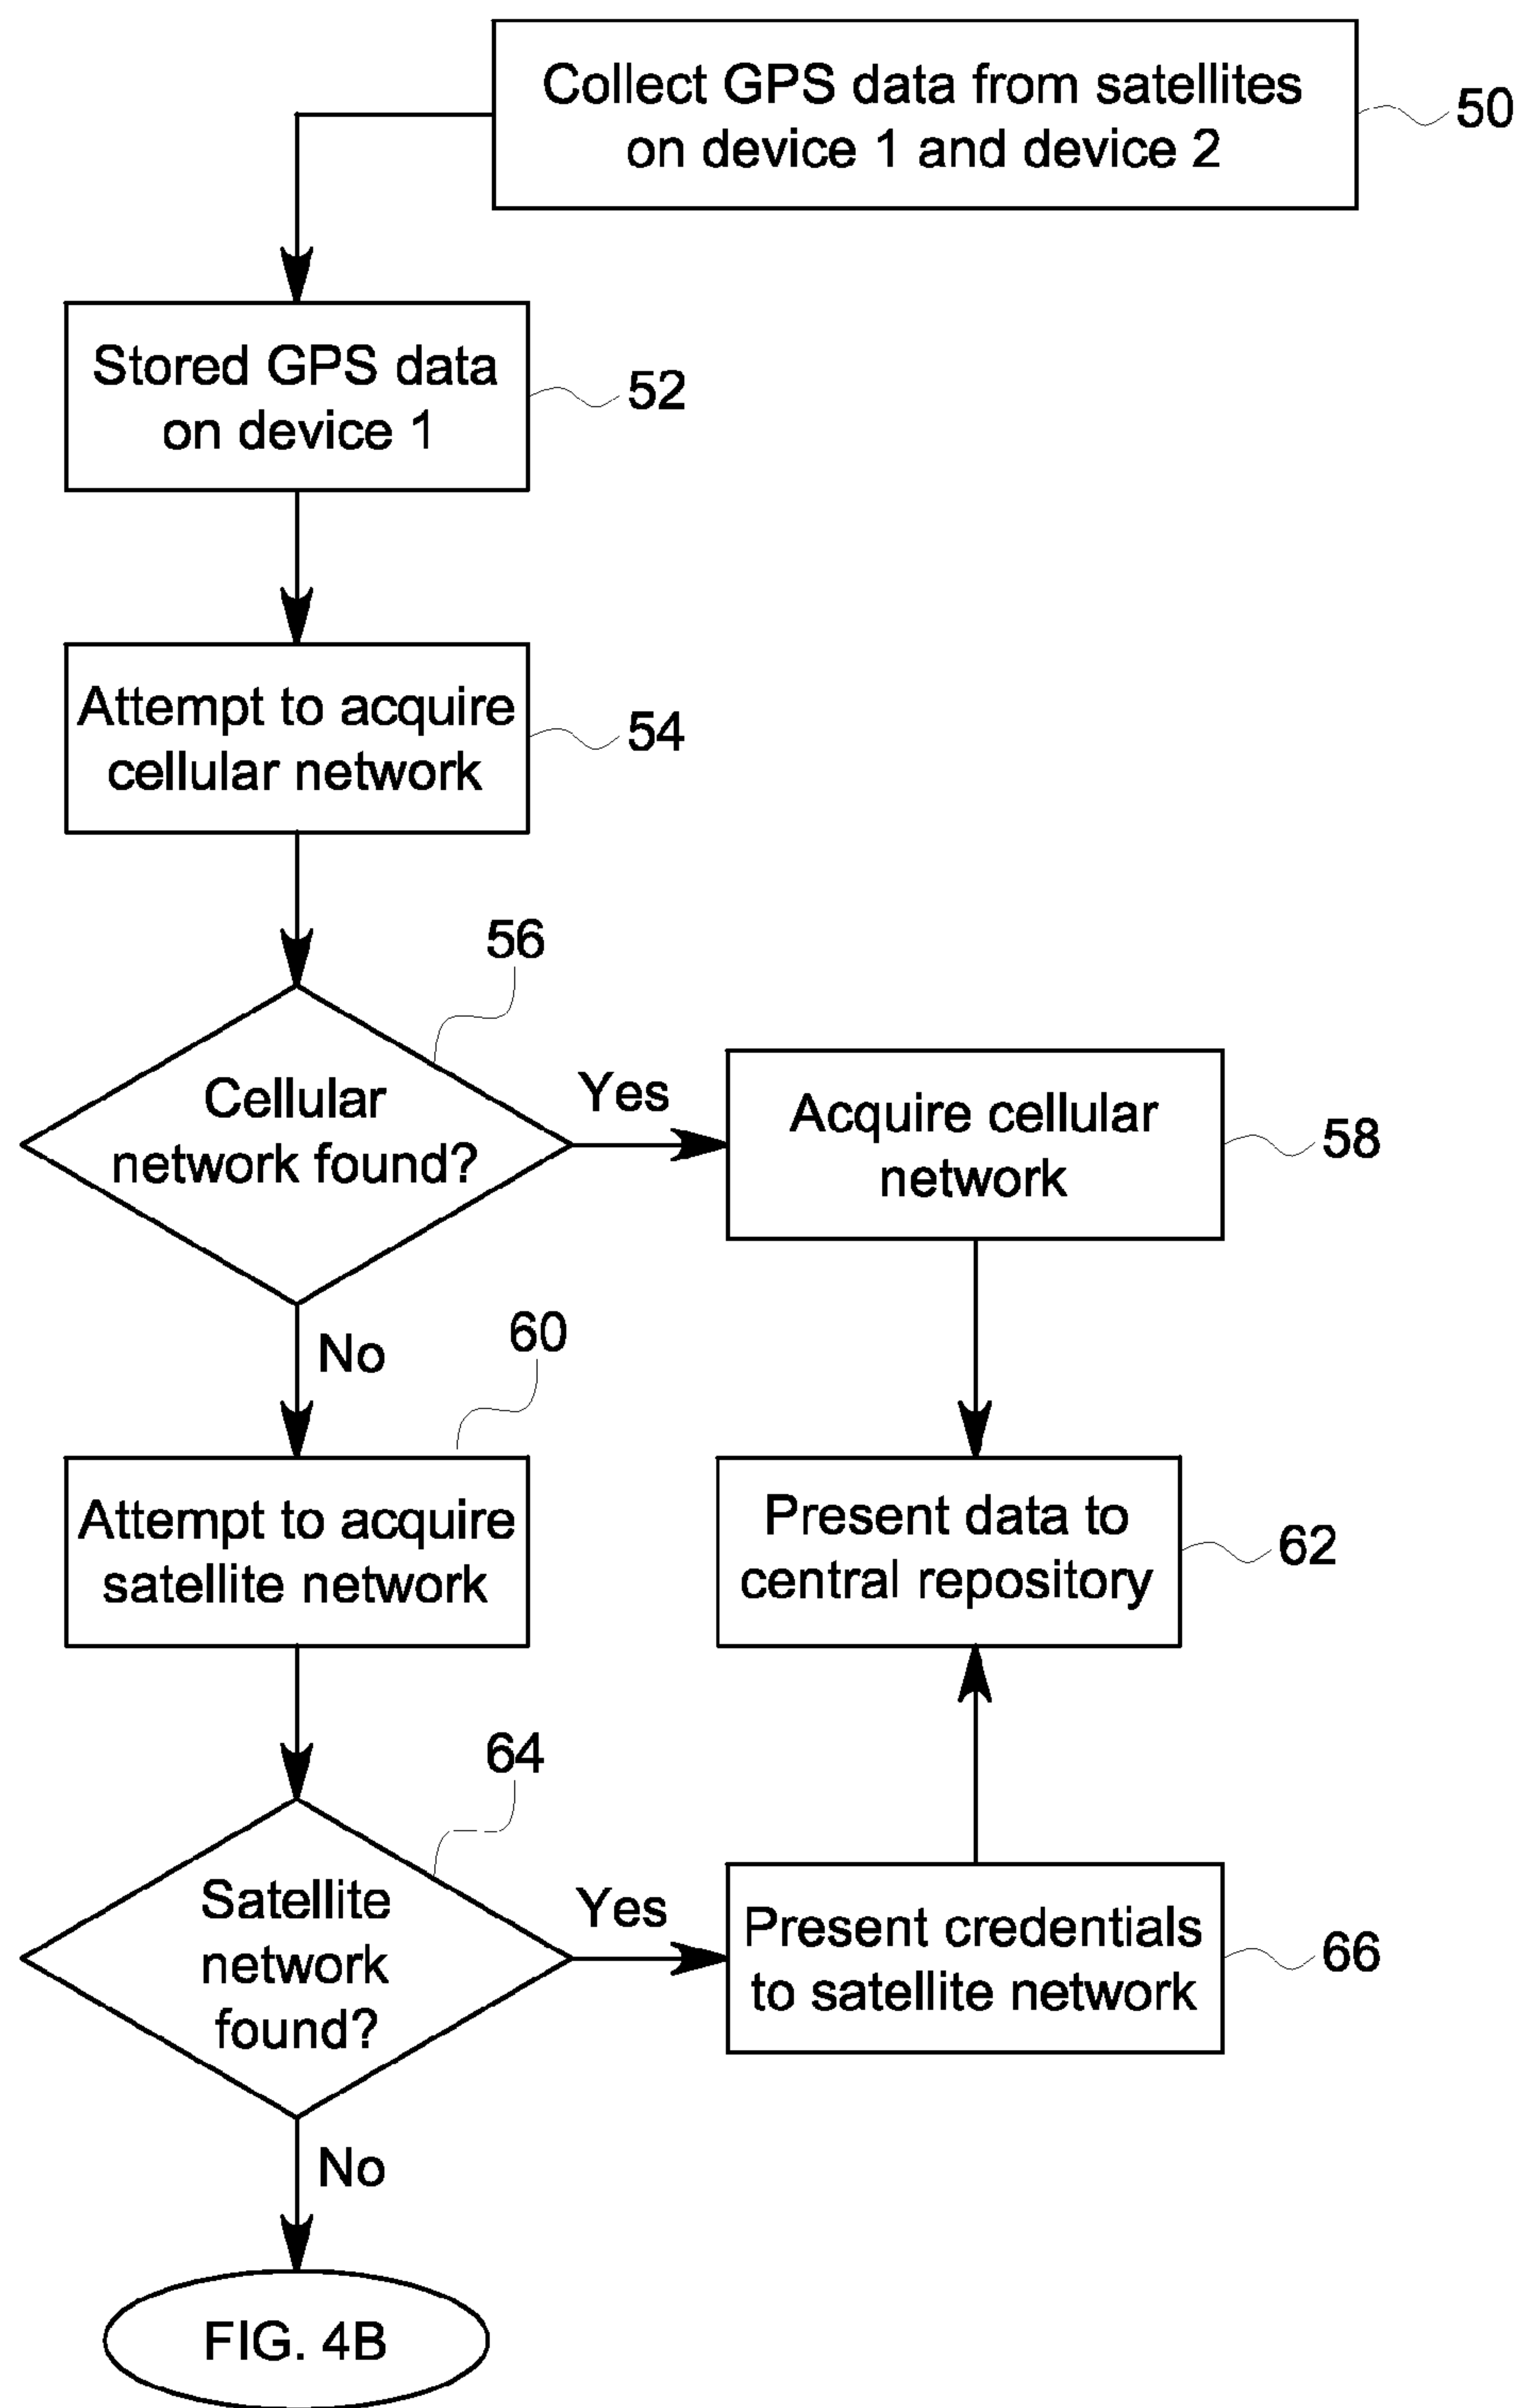 Collect GPS data from satellites
on device 1 and device 2
50
Stored GPS data
on device 1
52
Attempt to acquire
cellular network
54
56
Cellular
network found?
Yes
Acquire cellular
network
58
No
60
Attempt to acquire
satellite network
Present data to
central repository
62
64
Satellite
network
found?
Yes
Present credentials
to satellite network
66
No
FIG. 4B